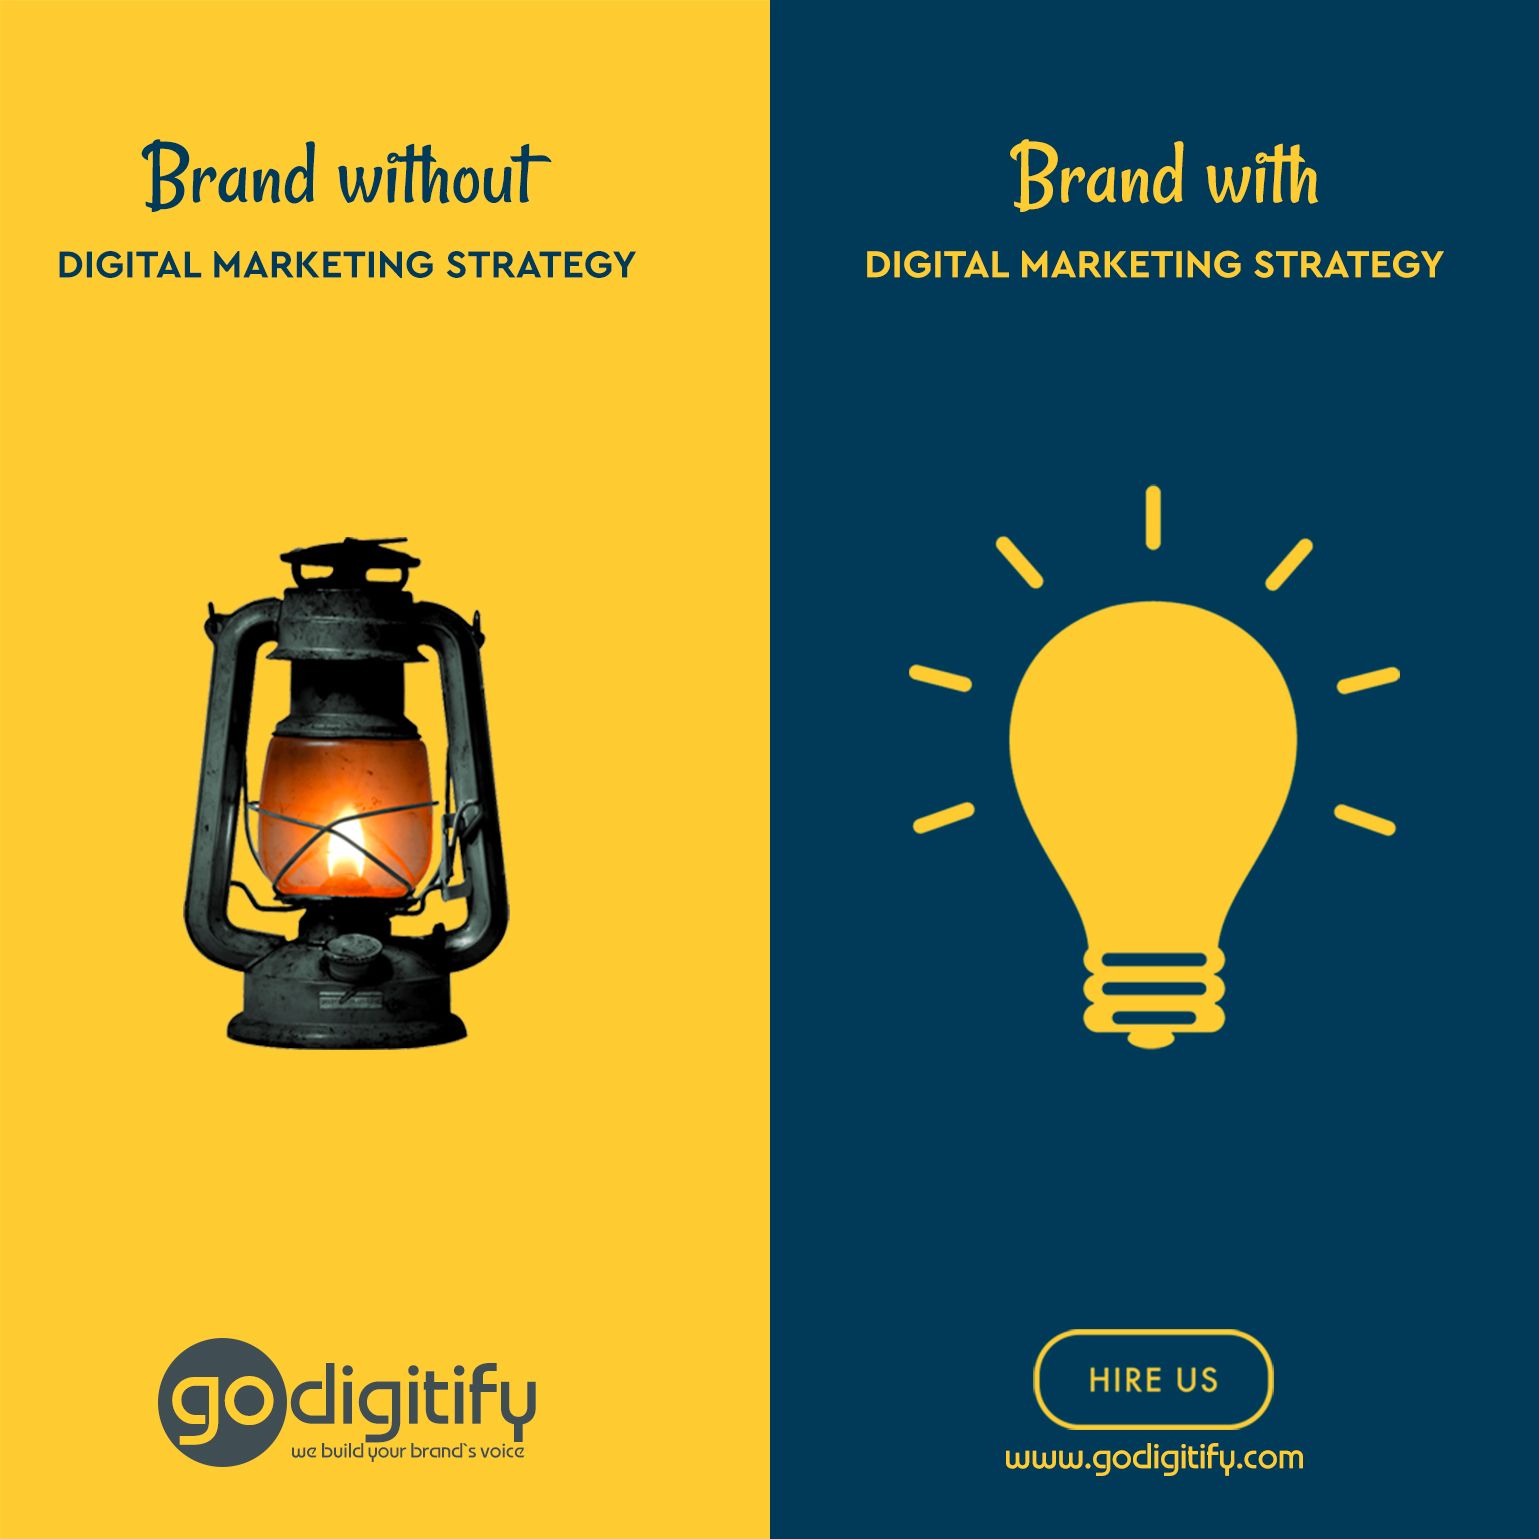 Brand without
DIGITAL MARKETING STRATEGY
godigitify
we build your brand`s voice
Brand with
DIGITAL MARKETING STRATEGY
HIRE US
www.godigitify.com